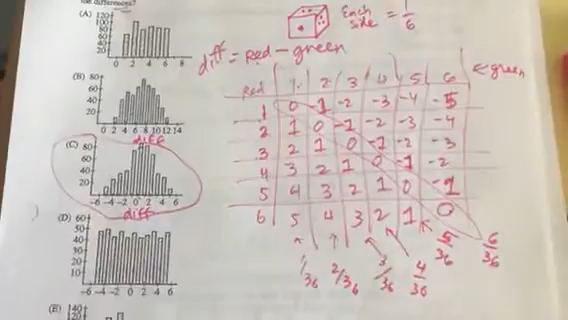 the differences?
(A)
120
100
80
60
40
20
0 2 4 6 8
(B)
80
60
40
20
0 2 4 6 8 10 12 14
diff
(C)
80
60
40
20
-6 -4 -2 0 2 4 6
diff
(D)
60
50
40
30
20
10
-6 -4 -2 0 2 4 6
(E)
140
120
Each side = 1/6
diff = Red - green
Red 1 2 3 4 5 6 ← green
1 0 -1 -2 -3 -4 -5
2 1 0 -1 -2 -3 -4
3 2 1 0 -1 -2 -3
4 3 2 1 0 -1 -2
5 4 3 2 1 0 -1
6 5 4 3 2 1 0
1/36 2/36 3/36 4/36 5/36 6/36